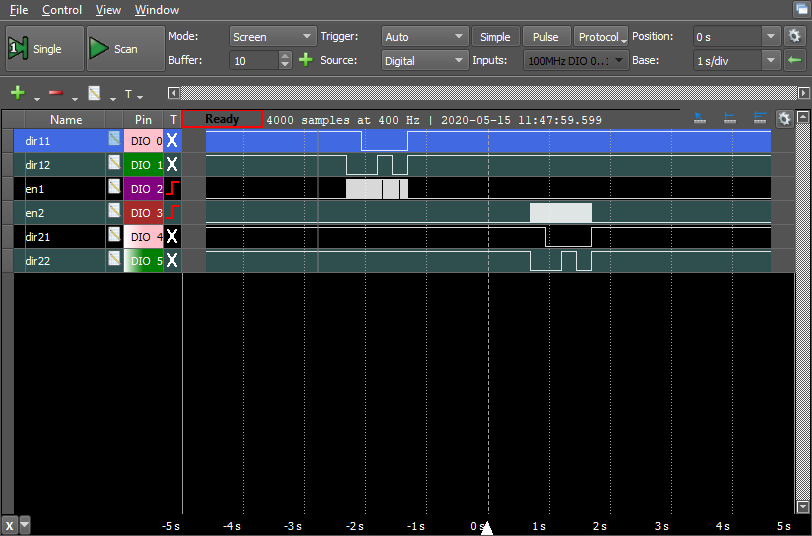 File Control View Window
Single Scan Mode: Screen Trigger: Auto Simple Pulse Protocol Position: 0 s
Buffer: 10 Source: Digital Inputs: 100MHz DIO 0..1 Base: 1 s/div
T
Name Pin T Ready 4000 samples at 400 Hz | 2020-05-15 11:47:59.599
dir11 DIO 0 X
dir12 DIO 1 X
en1 DIO 2
en2 DIO 3
dir21 DIO 4 X
dir22 DIO 5 X
X -5 s -4 s -3 s -2 s -1 s 0 s 1 s 2 s 3 s 4 s 5 s